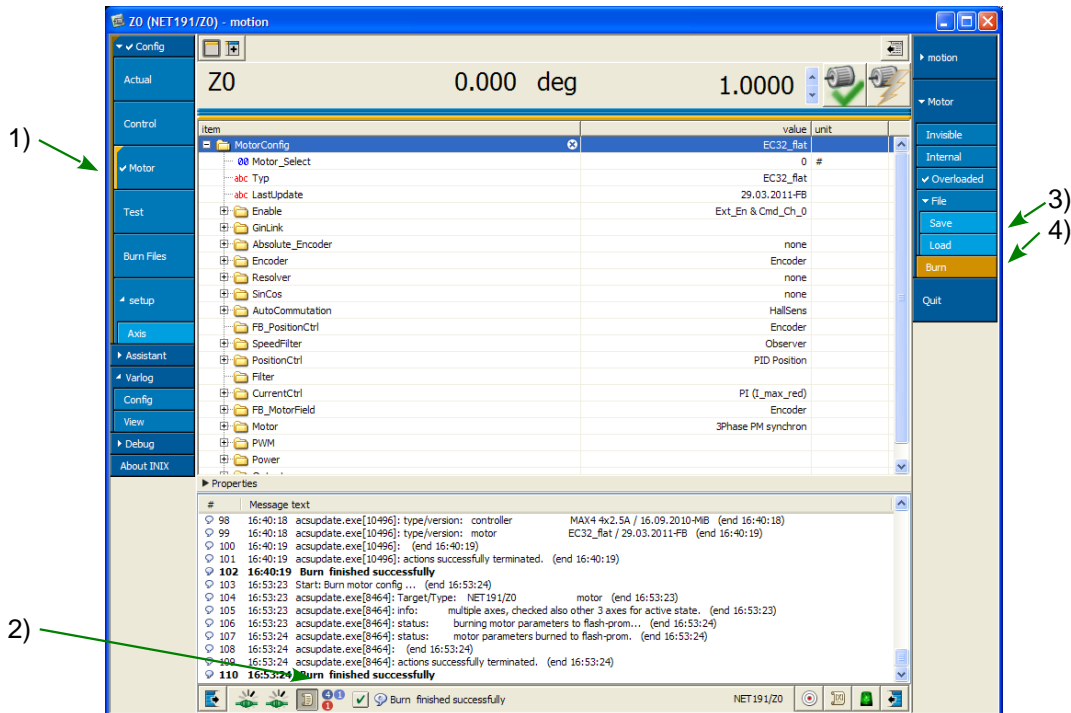 Z0 (NET191/Z0) - motion
Config
Actual
Control
Motor
Test
Burn Files
setup
Axis
Assistant
Varlog
Config
View
Debug
About INIX
1)
2)
Z0 0.000 deg 1.0000
item value unit
MotorConfig EC32_flat
00 Motor_Select 0 #
abc Typ EC32_flat
abc LastUpdate 29.03.2011-FB
Enable Ext_En & Cmd_Ch_0
GinLink
Absolute_Encoder none
Encoder Encoder
Resolver none
SinCos none
AutoCommutation HallSens
FB_PositionCtrl Encoder
SpeedFilter Observer
PositionCtrl PID Position
Filter
CurrentCtrl PI (I_max_red)
FB_MotorField Encoder
Motor 3Phase PM synchron
PWM
Power
Properties
# Message text
98 16:40:18 acsupdate.exe[10496]: type/version: controller MAX4 4x2.5A / 16.09.2010-MiB (end 16:40:18)
99 16:40:19 acsupdate.exe[10496]: type/version: motor EC32_flat / 29.03.2011-FB (end 16:40:19)
100 16:40:19 acsupdate.exe[10496]: (end 16:40:19)
101 16:40:19 acsupdate.exe[10496]: actions successfully terminated. (end 16:40:19)
102 16:40:19 Burn finished successfully
103 16:53:23 Start: Burn motor config ... (end 16:53:24)
104 16:53:23 acsupdate.exe[8464]: Target/Type: NET191/Z0 motor (end 16:53:23)
105 16:53:23 acsupdate.exe[8464]: info: multiple axes, checked also other 3 axes for active state. (end 16:53:23)
106 16:53:23 acsupdate.exe[8464]: status: burning motor parameters to flash-prom... (end 16:53:24)
107 16:53:24 acsupdate.exe[8464]: status: motor parameters burned to flash-prom. (end 16:53:24)
108 16:53:24 acsupdate.exe[8464]: (end 16:53:24)
109 16:53:24 acsupdate.exe[8464]: actions successfully terminated. (end 16:53:24)
110 16:53:24 Burn finished successfully
4 1
1
Burn finished successfully NET191/Z0
motion
Motor
Invisible
Internal
Overloaded
File
Save
Load
Burn
Quit
3)
4)